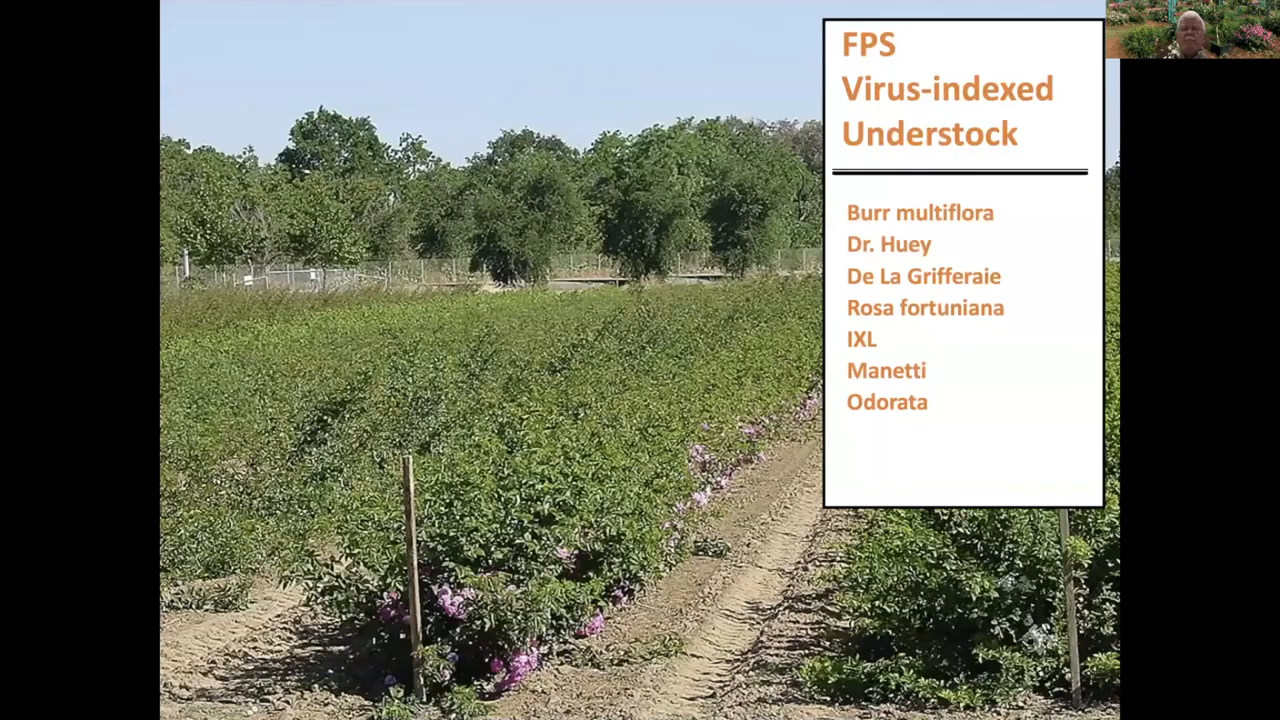 FPS
Virus-indexed
Understock
Burr multiflora
Dr. Huey
De La Grifferaie
Rosa fortuniana
IXL
Manetti
Odorata